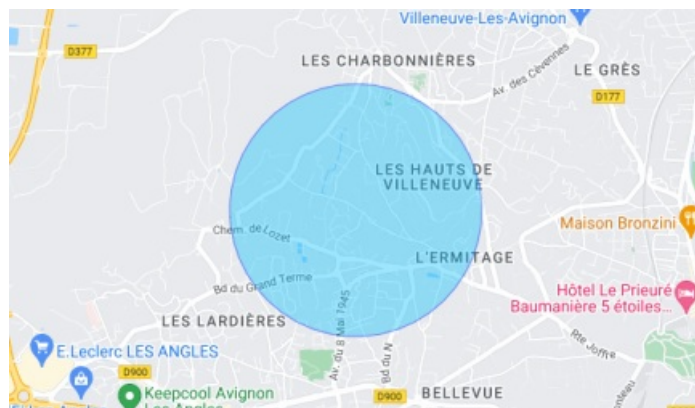 Villeneuve-Les-Avignon
D377
LES CHARBONNIÈRES
LE GRÈS
Av. des Cévennes
D177
LES HAUTS DE
VILLENEUVE
Maison Bronzini
Chem. de Lozet
L'ERMITAGE
Bd du Grand Terme
Hôtel Le Prieuré
Baumanière 5 étoiles...
LES LARDIÈRES
Av. du 8 Mai 1945
Rte Joffre
E.Leclerc LES ANGLES
D900
Bd du N
Keepcool Avignon
D900
BELLEVUE